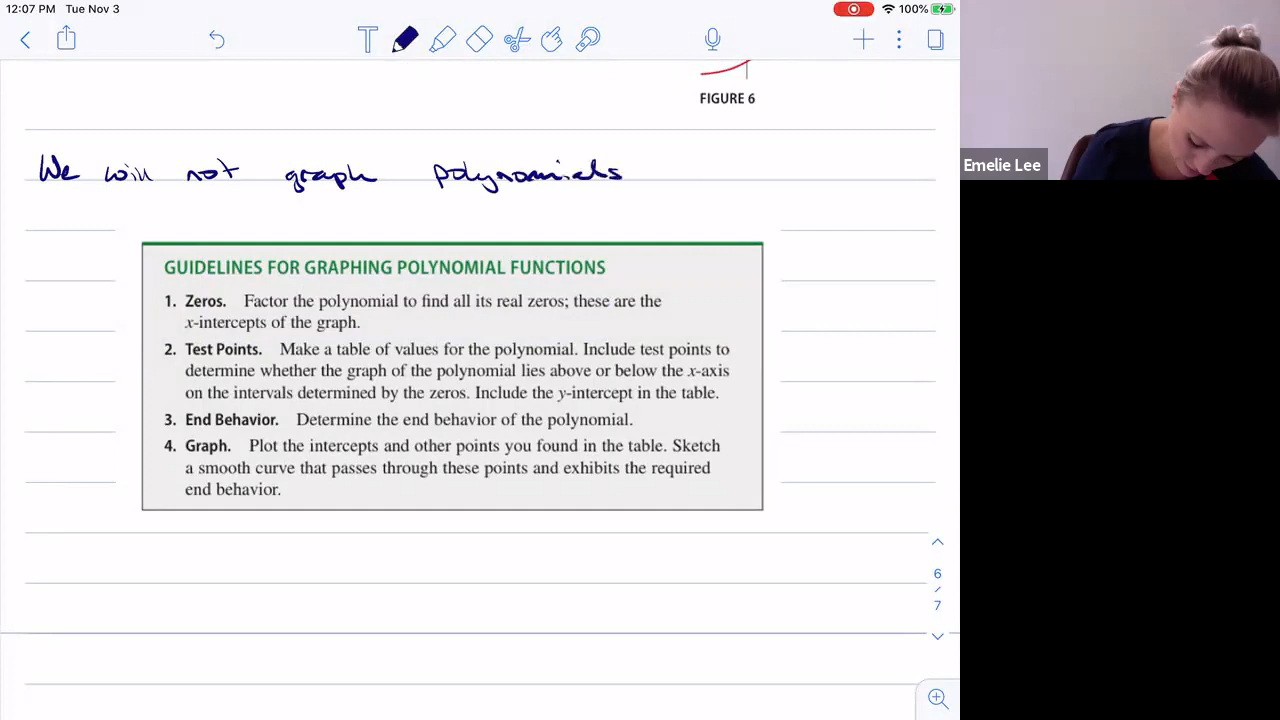 12:07 PM Tue Nov 3
100%
T
FIGURE 6
We will not graph polynomials
Emelie Lee
GUIDELINES FOR GRAPHING POLYNOMIAL FUNCTIONS
1. Zeros. Factor the polynomial to find all its real zeros; these are the
x-intercepts of the graph.
2. Test Points. Make a table of values for the polynomial. Include test points to
determine whether the graph of the polynomial lies above or below the x-axis
on the intervals determined by the zeros. Include the y-intercept in the table.
3. End Behavior. Determine the end behavior of the polynomial.
4. Graph. Plot the intercepts and other points you found in the table. Sketch
a smooth curve that passes through these points and exhibits the required
end behavior.
6
/
7